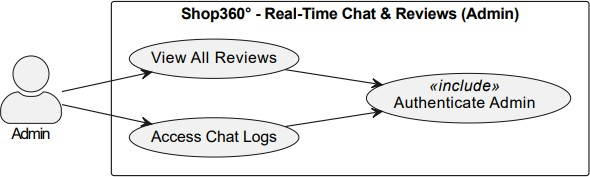 Shop360° - Real-Time Chat & Reviews (Admin)
View All Reviews
«include»
Authenticate Admin
Admin
Access Chat Logs